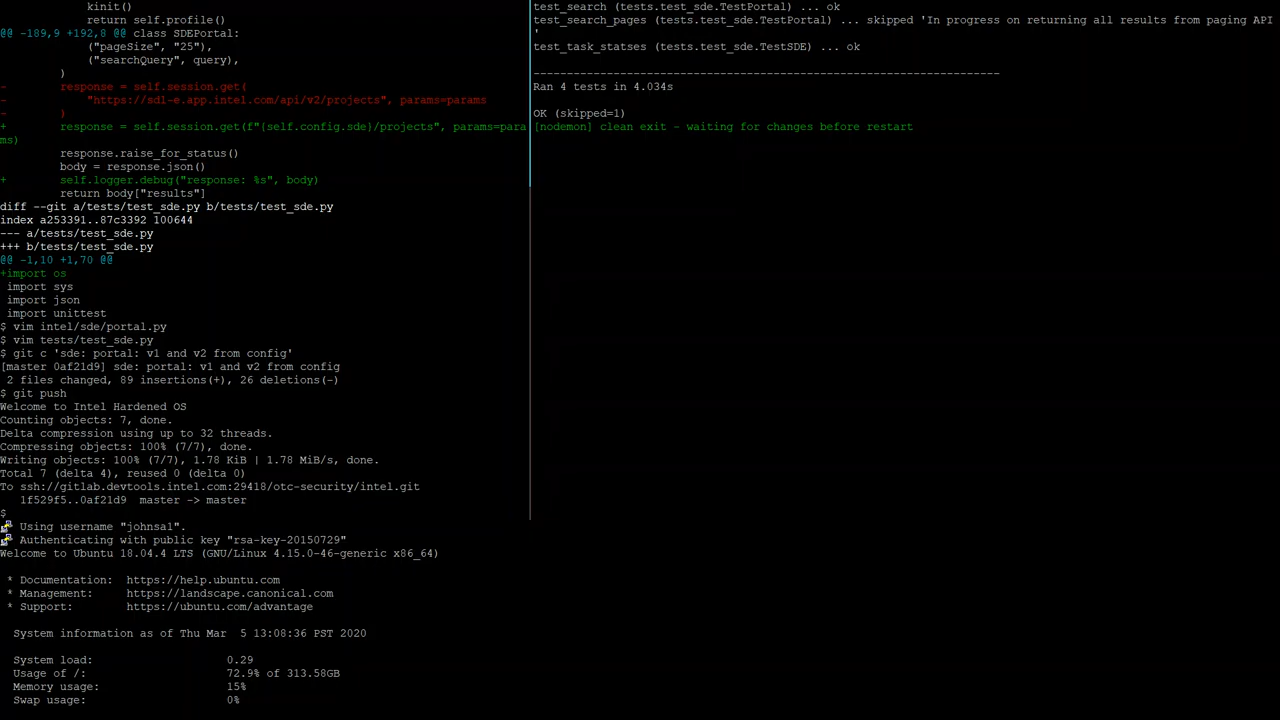 kinit()
            return self.profile()
@@ -189,9 +192,8 @@ class SDEPortal:
             ("pageSize", "25"),
             ("searchQuery", query),
         )
-        response = self.session.get(
-            "https://sd1-e.app.intel.com/api/v2/projects", params=params
-        )
+        response = self.session.get(f"{self.config.sde}/projects", params=para
ms)
         response.raise_for_status()
         body = response.json()
+        self.logger.debug("response: %s", body)
         return body["results"]
diff --git a/tests/test_sde.py b/tests/test_sde.py
index a253391..87c3392 100644
--- a/tests/test_sde.py
+++ b/tests/test_sde.py
@@ -1,10 +1,70 @@
+import os
 import sys
 import json
 import unittest
$ vim intel/sde/portal.py
$ vim tests/test_sde.py
$ git c 'sde: portal: v1 and v2 from config'
[master 0af21d9] sde: portal: v1 and v2 from config
 2 files changed, 89 insertions(+), 26 deletions(-)
$ git push
Welcome to Intel Hardened OS
Counting objects: 7, done.
Delta compression using up to 32 threads.
Compressing objects: 100% (7/7), done.
Writing objects: 100% (7/7), 1.78 KiB | 1.78 MiB/s, done.
Total 7 (delta 4), reused 0 (delta 0)
To ssh://gitlab.devtools.intel.com:29418/otc-security/intel.git
   1f529f5..0af21d9  master -> master
$
test_search (tests.test_sde.TestPortal) ... ok
test_search_pages (tests.test_sde.TestPortal) ... skipped 'In progress on returning all results from paging API
'
test_task_statses (tests.test_sde.TestSDE) ... ok
----------------------------------------------------------------------
Ran 4 tests in 4.034s
OK (skipped=1)
[nodemon] clean exit - waiting for changes before restart
Using username "johnsa1".
Authenticating with public key "rsa-key-20150729"
Welcome to Ubuntu 18.04.4 LTS (GNU/Linux 4.15.0-46-generic x86_64)
 * Documentation:  https://help.ubuntu.com
 * Management:     https://landscape.canonical.com
 * Support:        https://ubuntu.com/advantage
  System information as of Thu Mar  5 13:08:36 PST 2020
  System load:                    0.29
  Usage of /:                     72.9% of 313.58GB
  Memory usage:                   15%
  Swap usage:                     0%